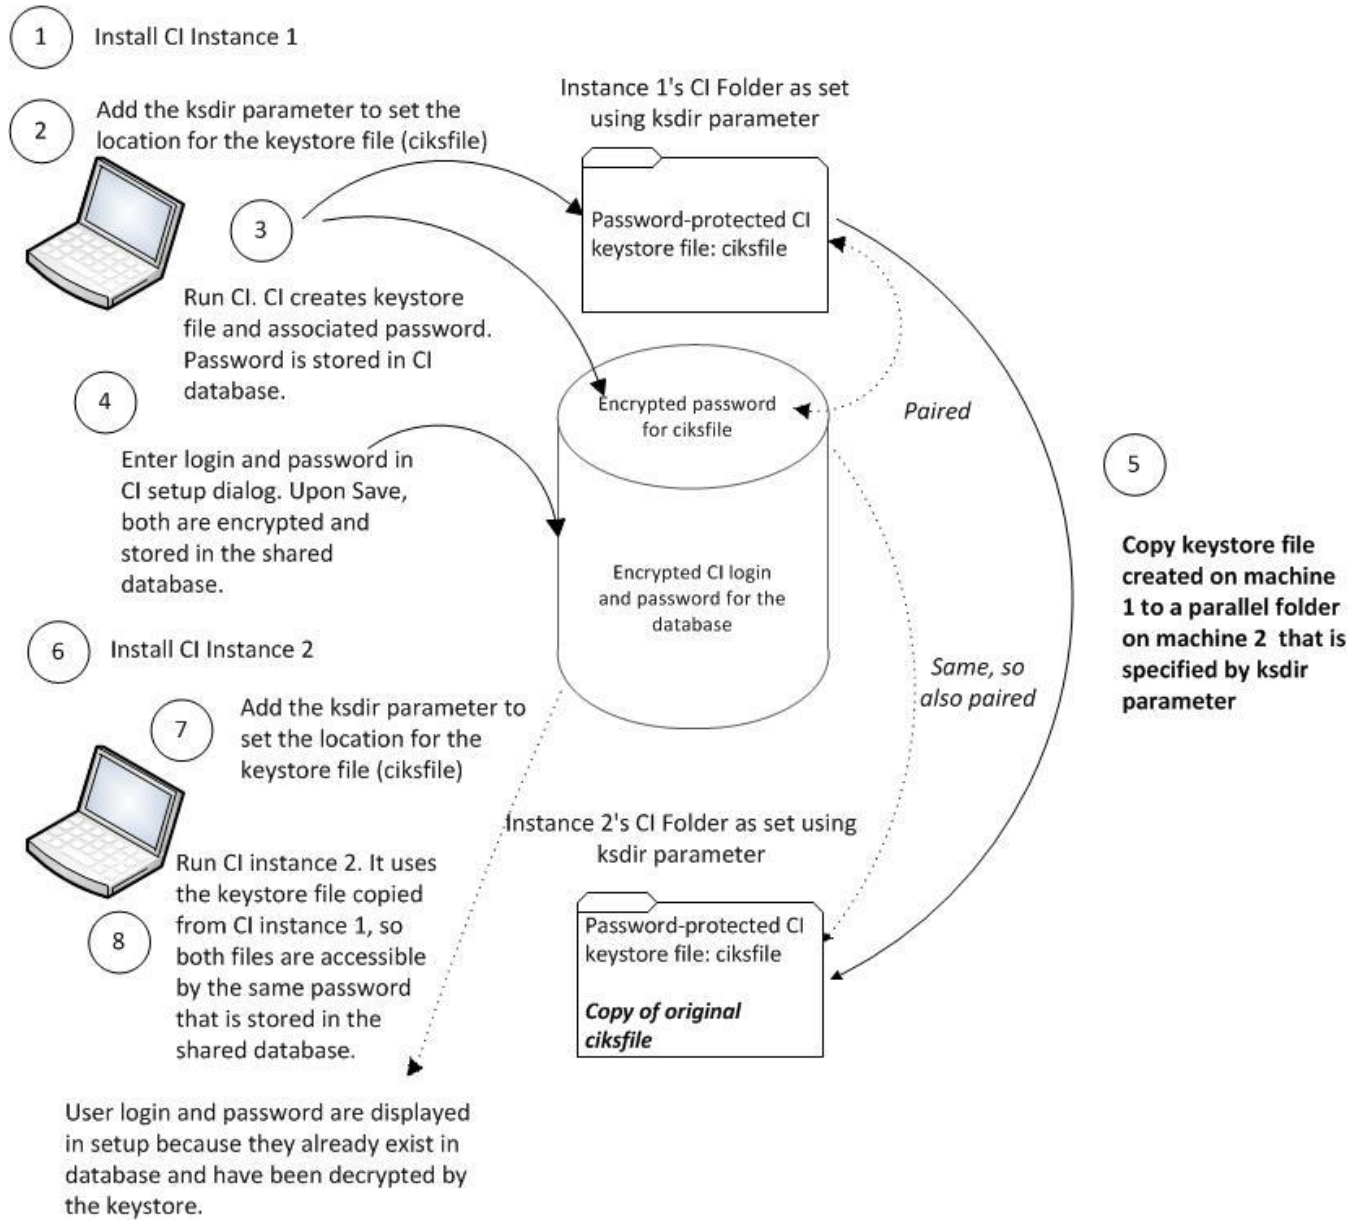 1
Install CI Instance 1
2
Add the ksdir parameter to set the
location for the keystore file (ciksfile)
Instance 1's CI Folder as set
using ksdir parameter
3
Password-protected CI
keystore file: ciksfile
Run CI. CI creates keystore
file and associated password.
Password is stored in CI
database.
4
Encrypted password
for ciksfile
Paired
Enter login and password in
CI setup dialog. Upon Save,
both are encrypted and
stored in the shared
database.
5
Copy keystore file
created on machine
1 to a parallel folder
on machine 2 that is
specified by ksdir
parameter
Encrypted CI login
and password for the
database
6
Install CI Instance 2
Same, so
also paired
7
Add the ksdir parameter to
set the location for the
keystore file (ciksfile)
Instance 2's CI Folder as set using
ksdir parameter
8
Run CI instance 2. It uses
the keystore file copied
from CI instance 1, so
both files are accessible
by the same password
that is stored in the
shared database.
Password-protected CI
keystore file: ciksfile
Copy of original
ciksfile
User login and password are displayed
in setup because they already exist in
database and have been decrypted by
the keystore.